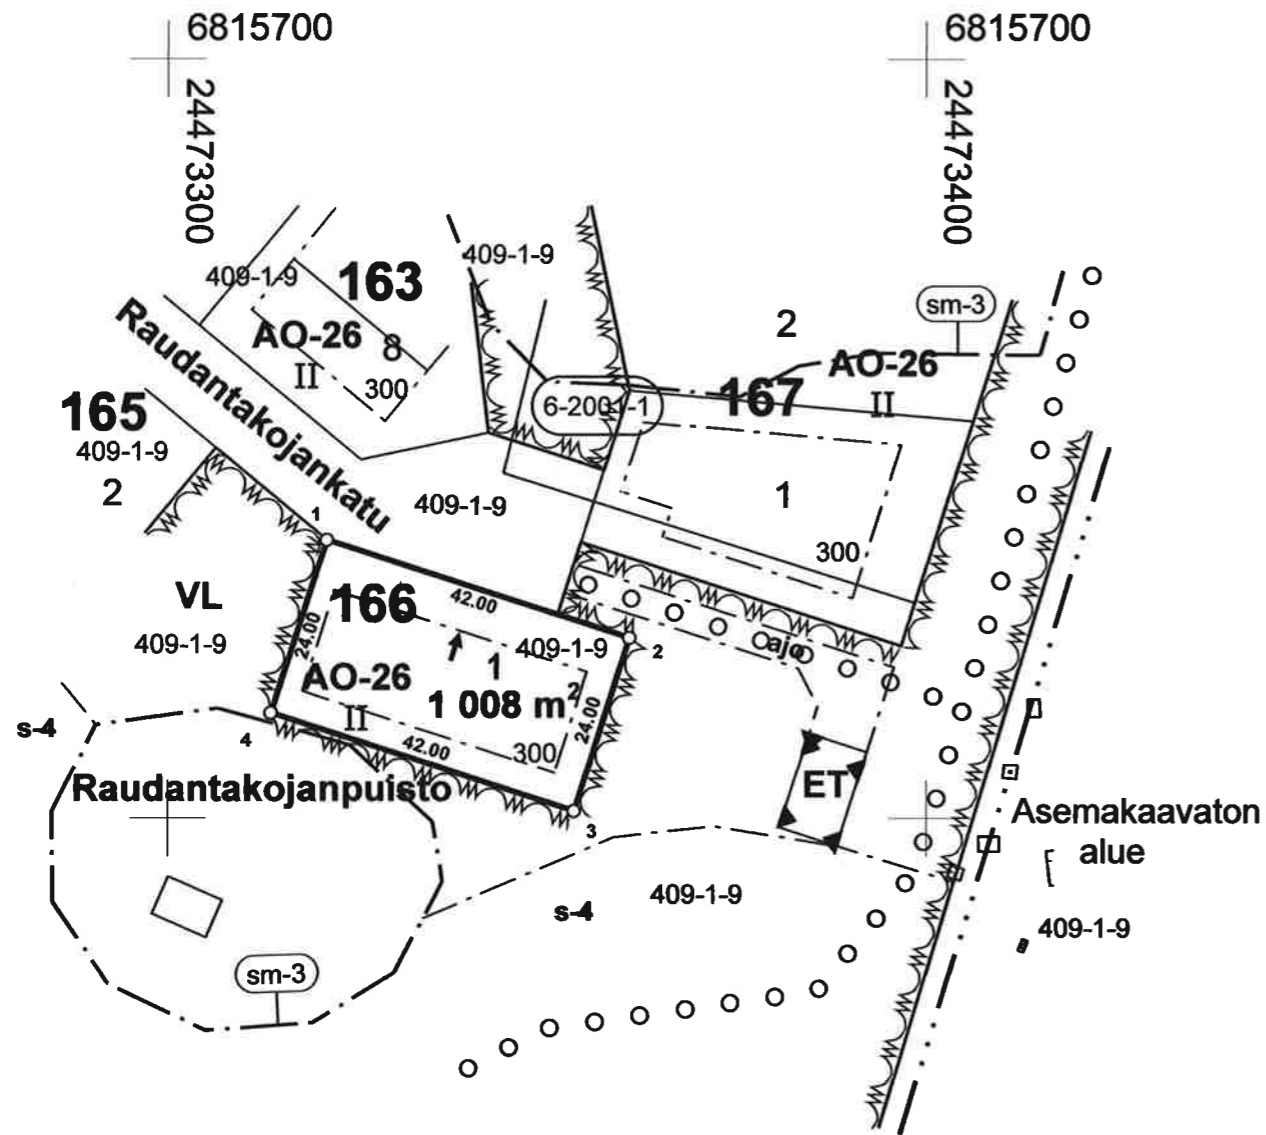 6815700
6815700
24473300
24473400
409-1-9
163
409-1-9
sm-3
2
AO-26
8
II
300
AO-26
II
167
6-2001-1
Raudantakojankatu
165
409-1-9
2
409-1-9
1
300
1
VL
409-1-9
166
42.00
409-1-9
2
ajo
24.00
AO-26
II
1
1 008 m²
24.00
s-4
4
42.00
300
Raudantakojanpuisto
3
ET
Asemakaavaton
alue
409-1-9
s-4
409-1-9
sm-3